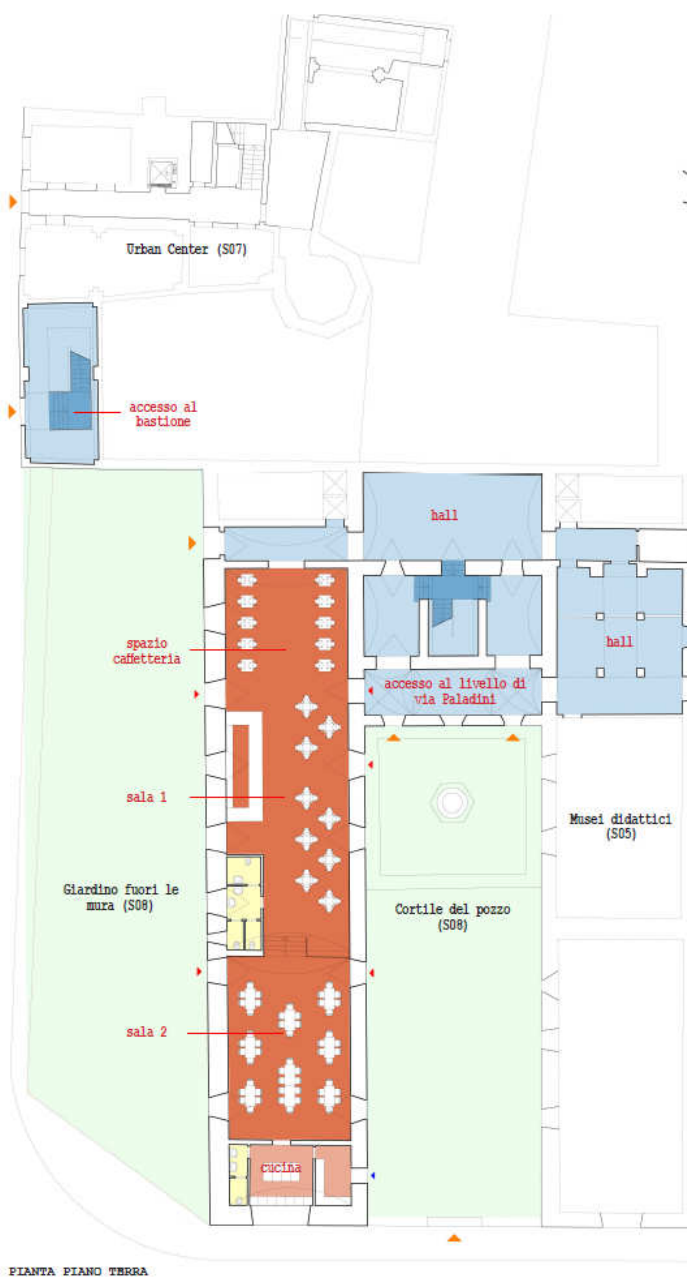 Urban Center (S07)
accesso al
bastione
hall
spazio
caffetteria
hall
accesso al livello di
via Paladini
sala 1
Musei didattici
(S05)
Giardino fuori le
mura (S08)
Cortile del pozzo
(S08)
sala 2
cucina
PIANTA PIANO TERRA